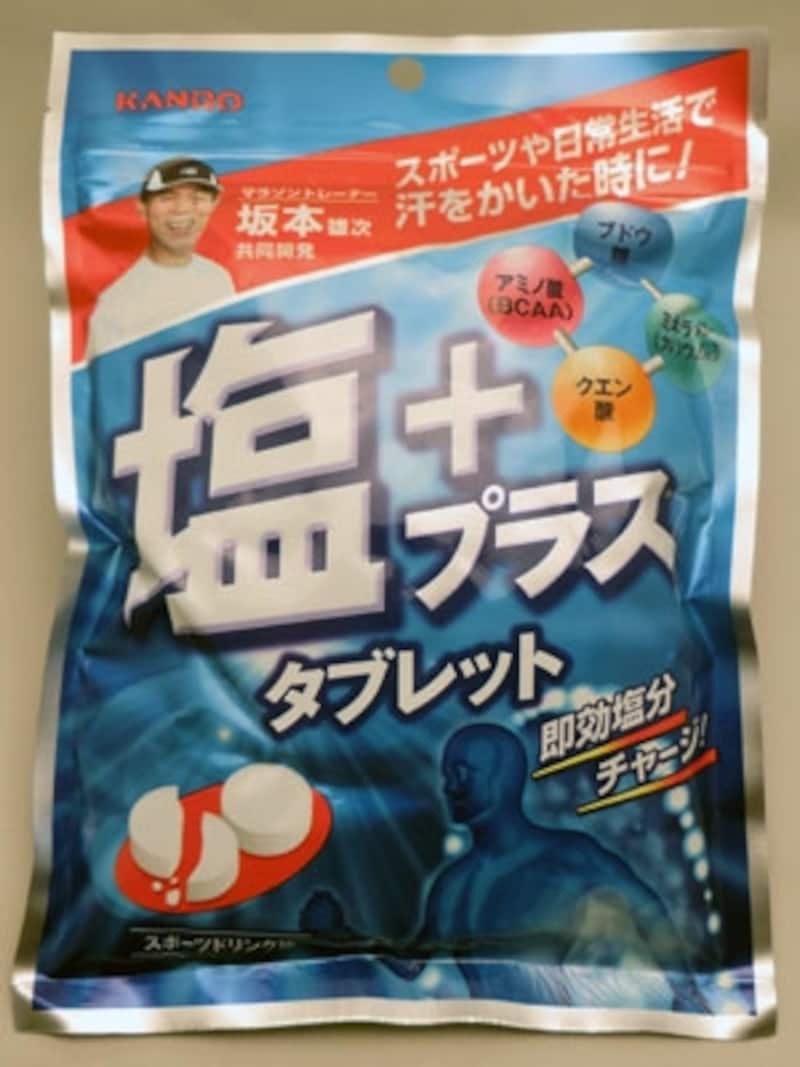 KANRO
スポーツや日常生活で
汗をかいた時に!
マラソントレーナー
坂本雄次
共同開発
ブドウ
糖
アミノ酸
(BCAA)
クエン
酸
塩+
プラス
タブレット
即効塩分
チャージ!
スポーツドリンク